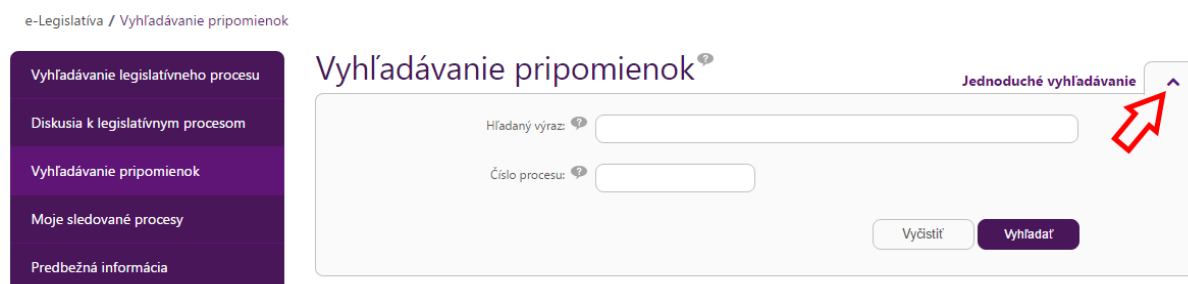 e-Legislatíva / Vyhľadávanie pripomienok
Vyhľadávanie legislatívneho procesu
Diskusia k legislatívnym procesom
Vyhľadávanie pripomienok
Moje sledované procesy
Predbežná informácia
Vyhľadávanie pripomienok
Jednoduché vyhľadávanie
Hľadaný výraz:
Číslo procesu:
Vyčistiť
Vyhľadať